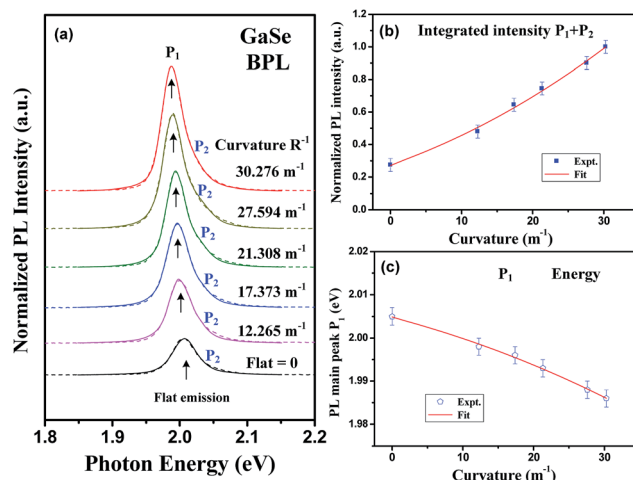 (a)
GaSe
BPL
P1
Curvature R-1
P2
30.276 m-1
P2
27.594 m-1
P2
21.308 m-1
P2
17.373 m-1
P2
12.265 m-1
P2
Flat = 0
Flat emission
Normalized PL Intensity (a.u.)
1.8 1.9 2.0 2.1 2.2
Photon Energy (eV)
(b) Integrated intensity P1+P2
Normalized PL intensity (a.u.)
1.0
0.8
0.6
0.4
0.2
0.0
Expt.
Fit
0 10 20 30
Curvature (m-1)
(c) P1 Energy
PL main peak P1 (eV)
2.02
2.01
2.00
1.99
1.98
Expt.
Fit
0 10 20 30
Curvature (m-1)